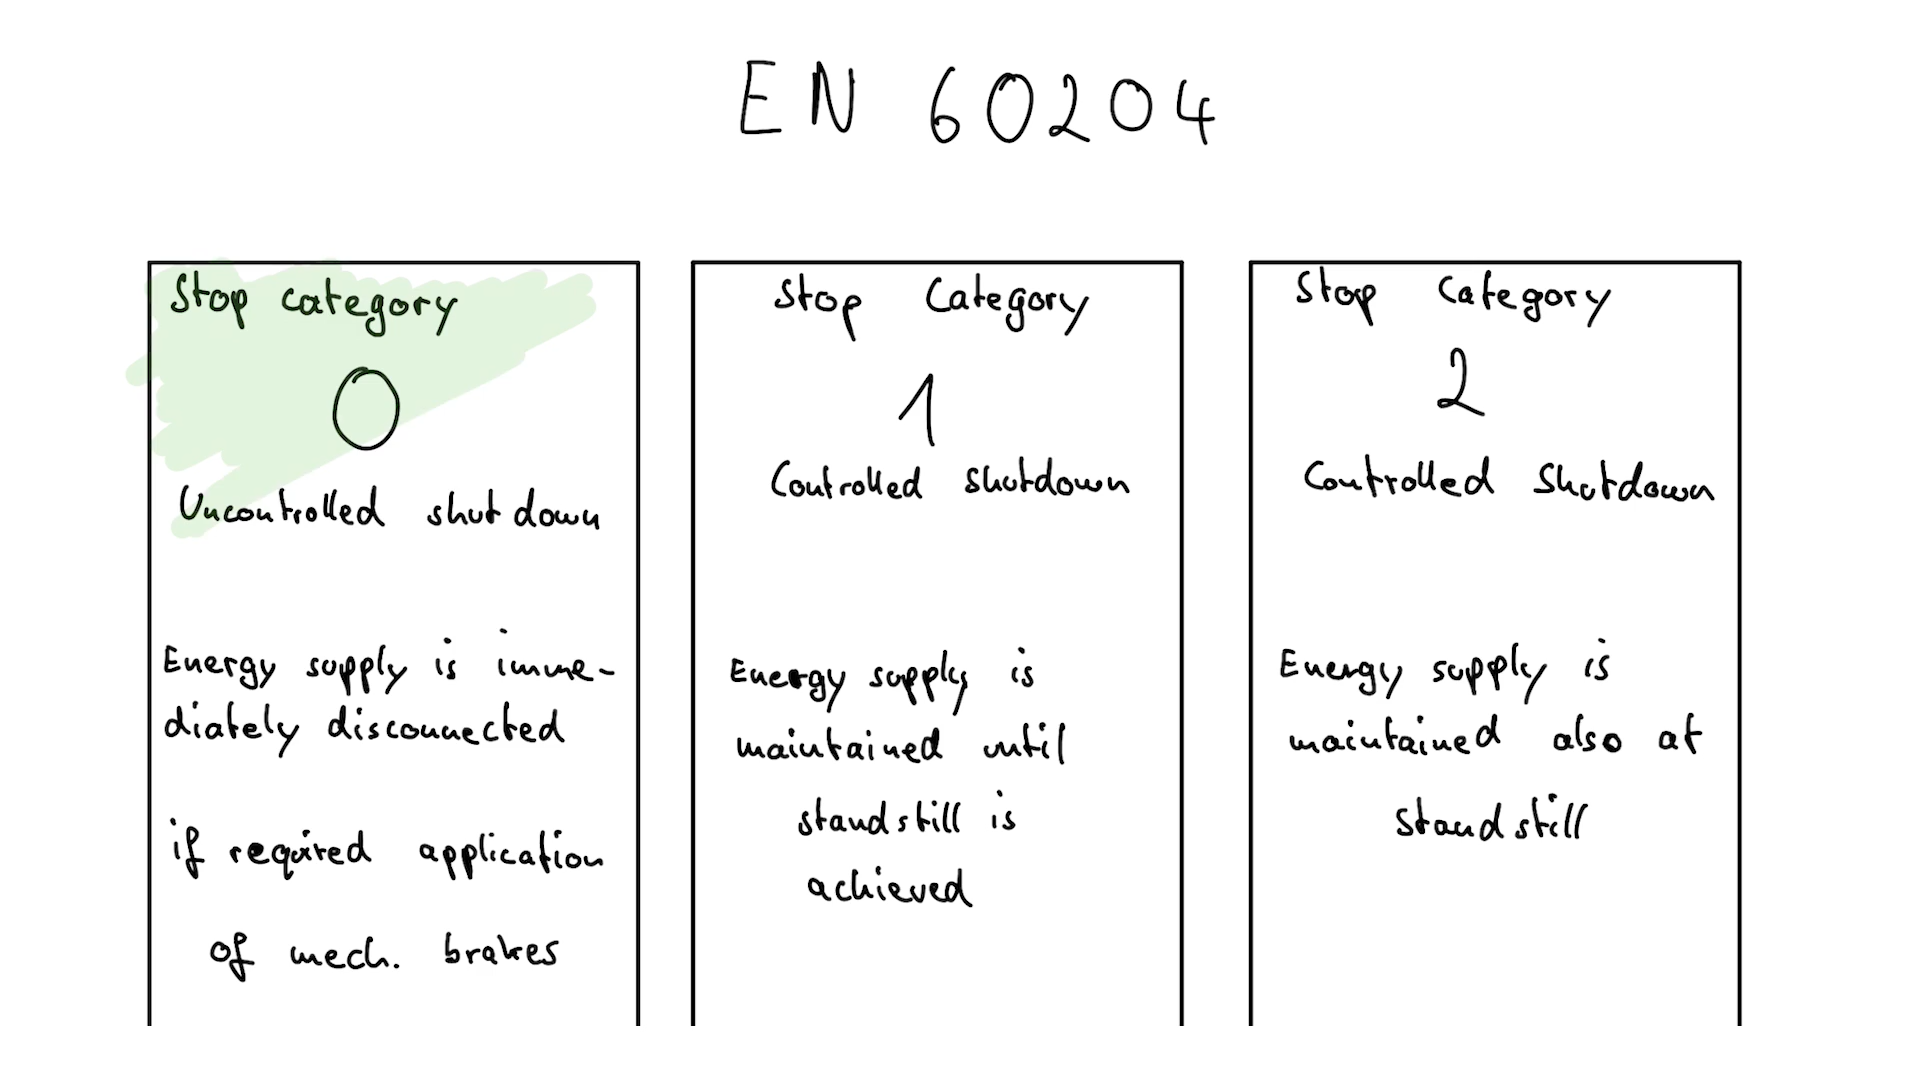 EN 60204
Stop category
0
Uncontrolled shut down
Energy supply is imme-
diately disconnected
if required application
of mech. brakes
Stop Category
1
Controlled shutdown
Energy supply is
maintained until
standstill is
achieved
Stop Category
2
Controlled Shutdown
Energy supply is
maintained also at
standstill